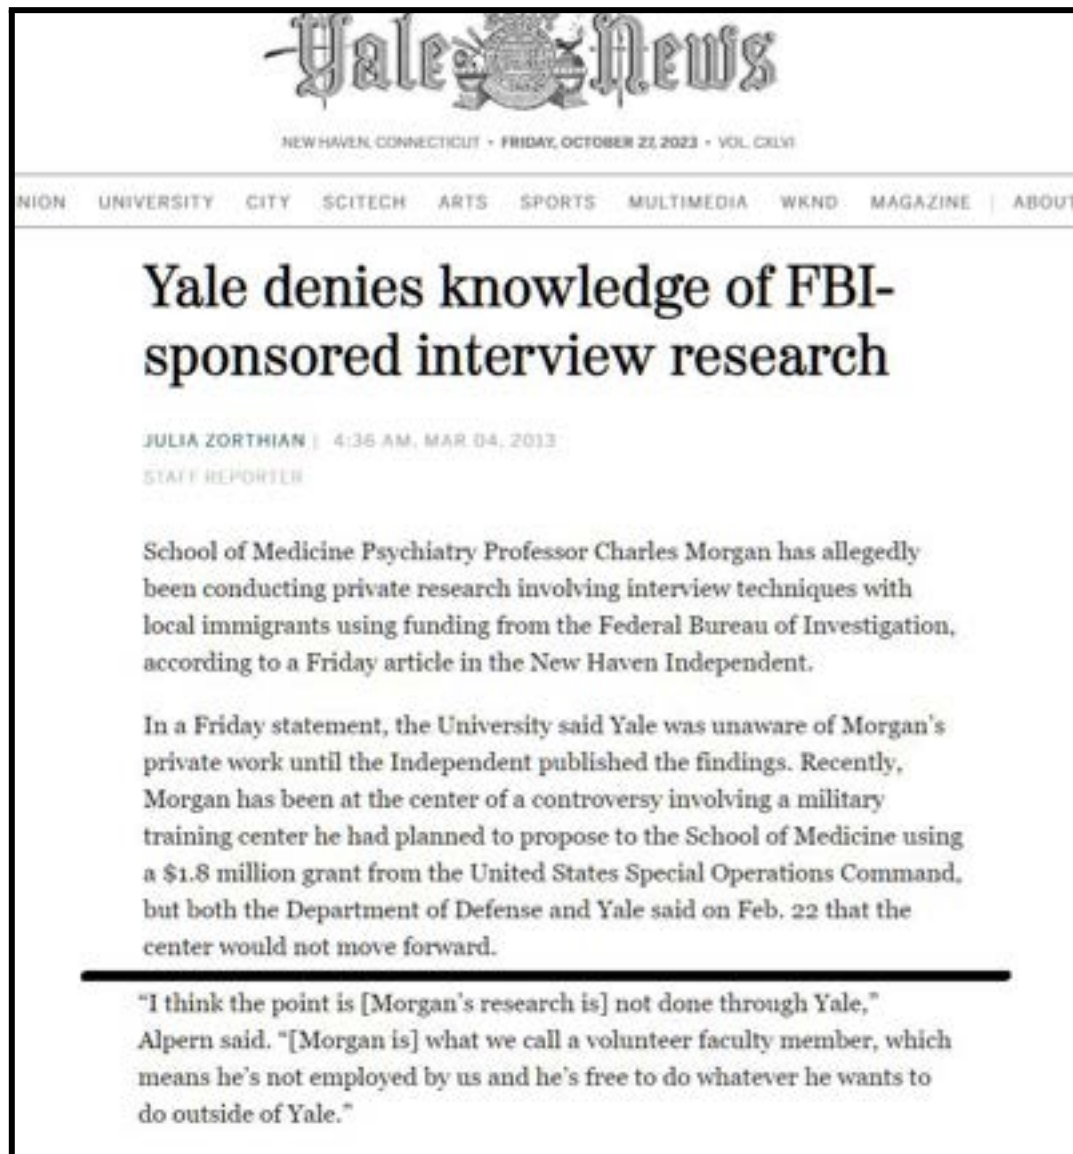 Yale News
NEW HAVEN, CONNECTICUT • FRIDAY, OCTOBER 27, 2023 • VOL. CXLVI
NION UNIVERSITY CITY SCITECH ARTS SPORTS MULTIMEDIA WKND MAGAZINE | ABOUT
Yale denies knowledge of FBI-
sponsored interview research
JULIA ZORTHIAN | 4:36 AM, MAR 04, 2013
STAFF REPORTER
School of Medicine Psychiatry Professor Charles Morgan has allegedly
been conducting private research involving interview techniques with
local immigrants using funding from the Federal Bureau of Investigation,
according to a Friday article in the New Haven Independent.
In a Friday statement, the University said Yale was unaware of Morgan's
private work until the Independent published the findings. Recently,
Morgan has been at the center of a controversy involving a military
training center he had planned to propose to the School of Medicine using
a $1.8 million grant from the United States Special Operations Command,
but both the Department of Defense and Yale said on Feb. 22 that the
center would not move forward.
“I think the point is [Morgan's research is] not done through Yale,”
Alpern said. “[Morgan is] what we call a volunteer faculty member, which
means he's not employed by us and he's free to do whatever he wants to
do outside of Yale.”